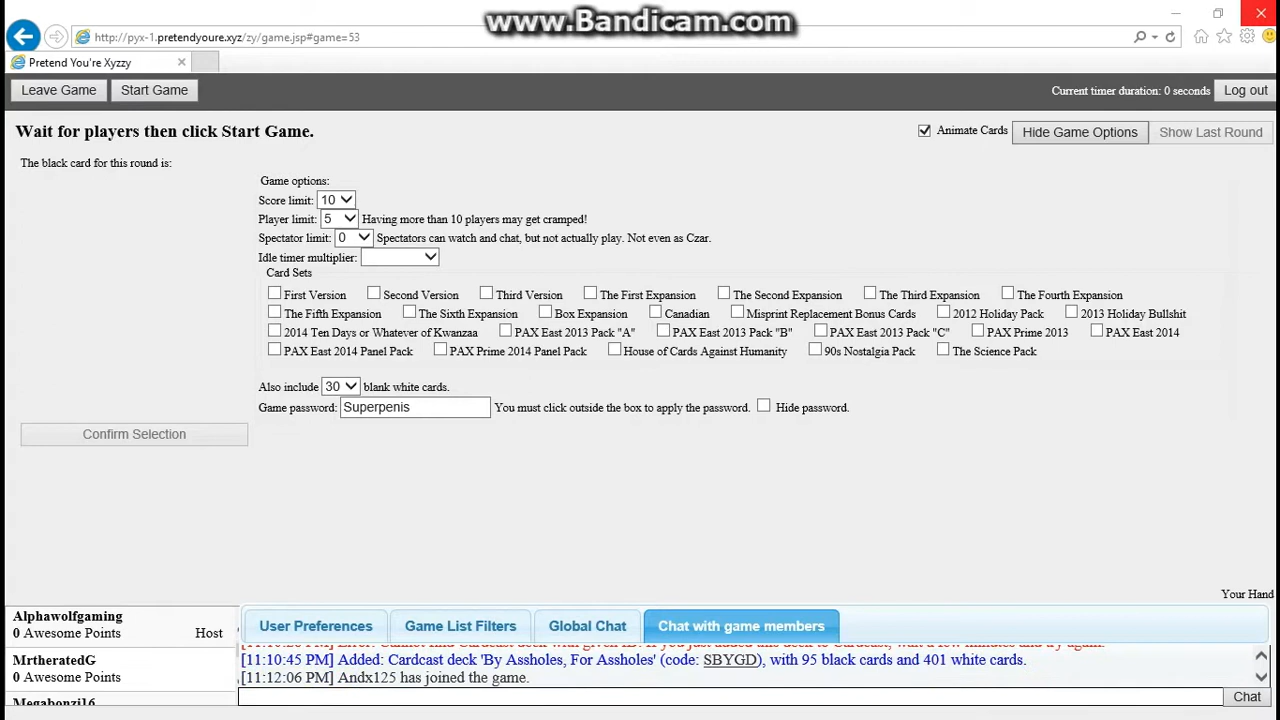 www.Bandicam.com
http://pyx-1.pretendyoure.xyz/zy/game.jsp#game=53
Pretend You're Xyzzy
Leave Game Start Game Current timer duration: 0 seconds Log out
Wait for players then click Start Game. Animate Cards Hide Game Options Show Last Round
The black card for this round is:
Game options:
Score limit: 10
Player limit: 5 Having more than 10 players may get cramped!
Spectator limit: 0 Spectators can watch and chat, but not actually play. Not even as Czar.
Idle timer multiplier:
Card Sets
First Version Second Version Third Version The First Expansion The Second Expansion The Third Expansion The Fourth Expansion
The Fifth Expansion The Sixth Expansion Box Expansion Canadian Misprint Replacement Bonus Cards 2012 Holiday Pack 2013 Holiday Bullshit
2014 Ten Days or Whatever of Kwanzaa PAX East 2013 Pack "A" PAX East 2013 Pack "B" PAX East 2013 Pack "C" PAX Prime 2013 PAX East 2014
PAX East 2014 Panel Pack PAX Prime 2014 Panel Pack House of Cards Against Humanity 90s Nostalgia Pack The Science Pack
Also include 30 blank white cards.
Game password: Superpenis You must click outside the box to apply the password. Hide password.
Confirm Selection
Your Hand
Alphawolfgaming
0 Awesome Points Host
MrtheratedG
0 Awesome Points
Megabonzi16
User Preferences Game List Filters Global Chat Chat with game members
[11:10:45 PM] Added: Cardcast deck 'By Assholes, For Assholes' (code: SBYGD), with 95 black cards and 401 white cards.
[11:12:06 PM] Andx125 has joined the game.
Chat